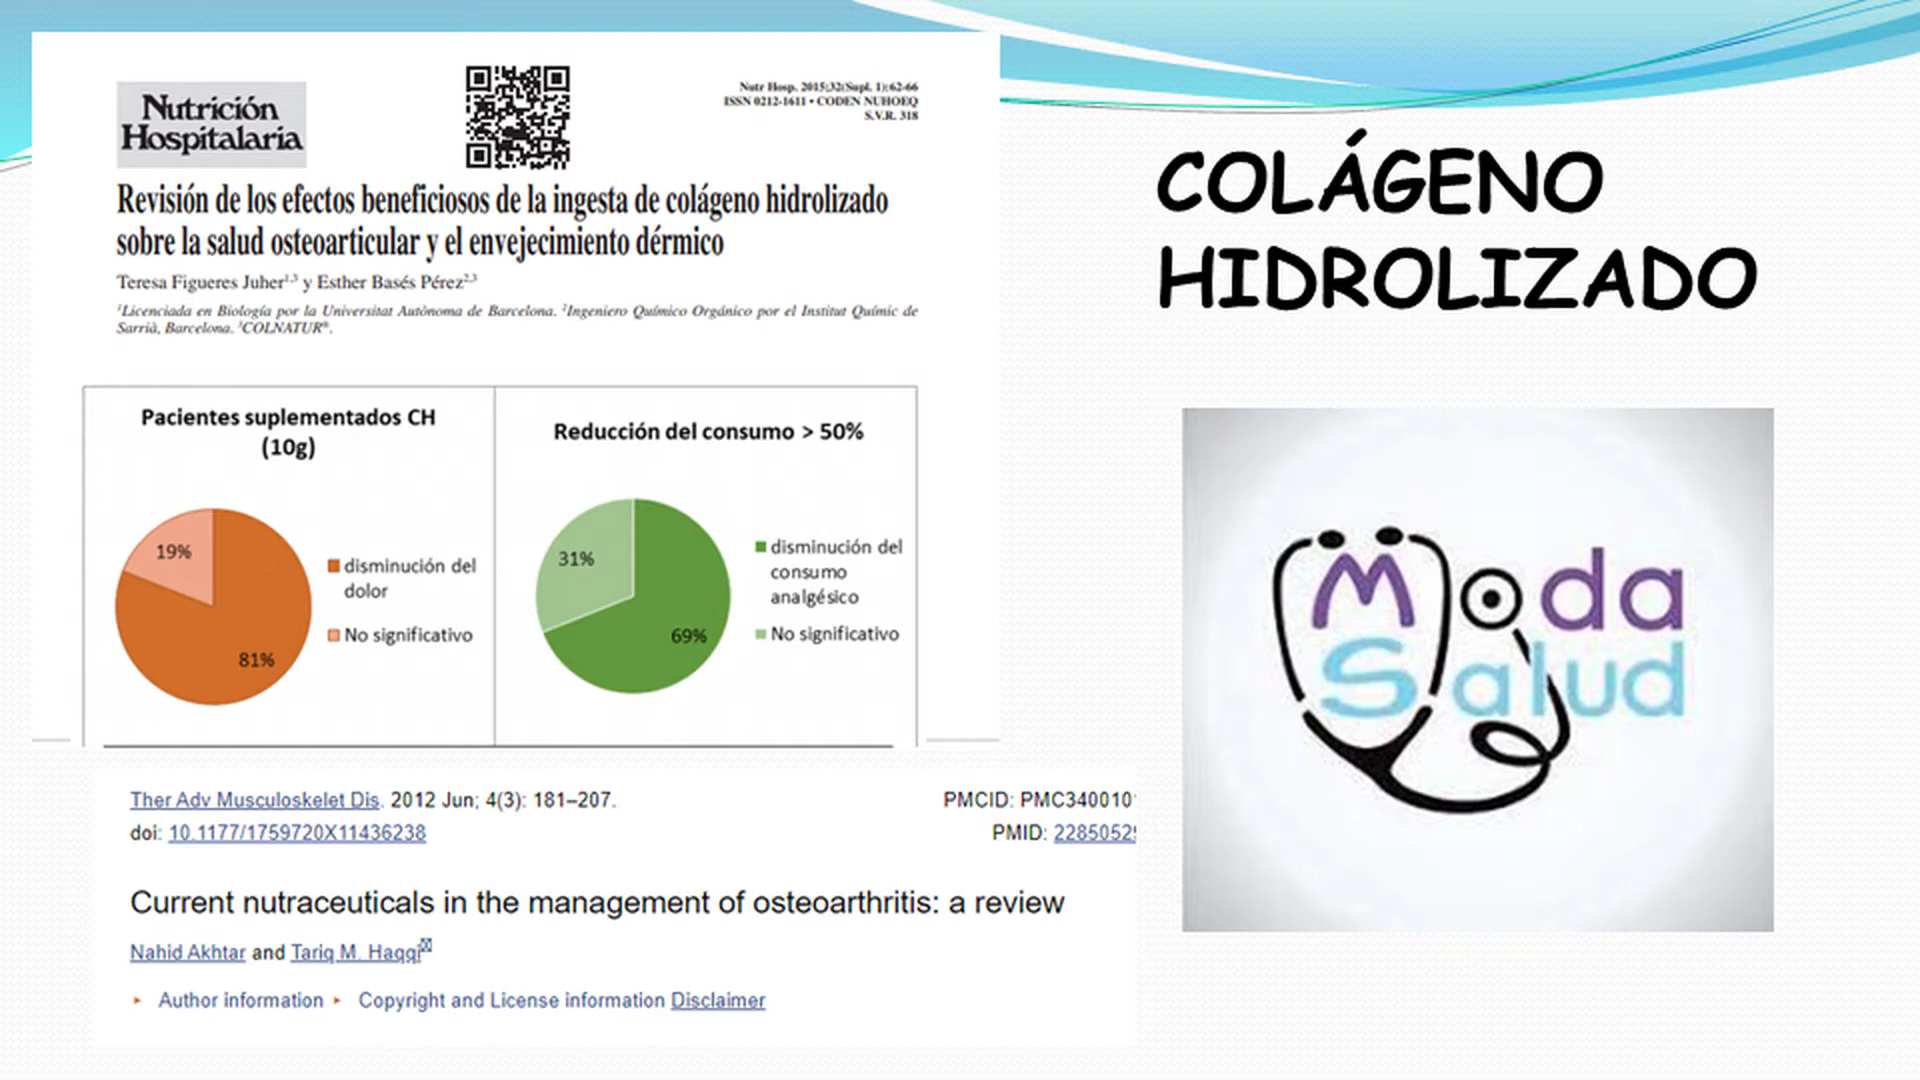 Nutrición
Hospitalaria
Nutr Hosp. 2015;32(Supl. 1):62-66
ISSN 0212-1611 • CODEN NUHOEQ
S.V.R. 318
Revisión de los efectos beneficiosos de la ingesta de colágeno hidrolizado
sobre la salud osteoarticular y el envejecimiento dérmico
Teresa Figueres Juher1,3 y Esther Basés Pérez2,3
1Licenciada en Biología por la Universitat Autònoma de Barcelona. 2Ingeniero Químico Orgánico por el Institut Químic de
Sarrià, Barcelona. 3COLNATUR®.
Pacientes suplementados CH
(10g)
19%
81%
disminución del
dolor
No significativo
Reducción del consumo > 50%
31%
69%
disminución del
consumo
analgésico
No significativo
Ther Adv Musculoskelet Dis. 2012 Jun; 4(3): 181–207.
doi: 10.1177/1759720X11436238
PMCID: PMC340010
PMID: 2285052
Current nutraceuticals in the management of osteoarthritis: a review
Nahid Akhtar and Tariq M. Haqqi
Author information Copyright and License information Disclaimer
COLÁGENO
HIDROLIZADO
Moda
Salud